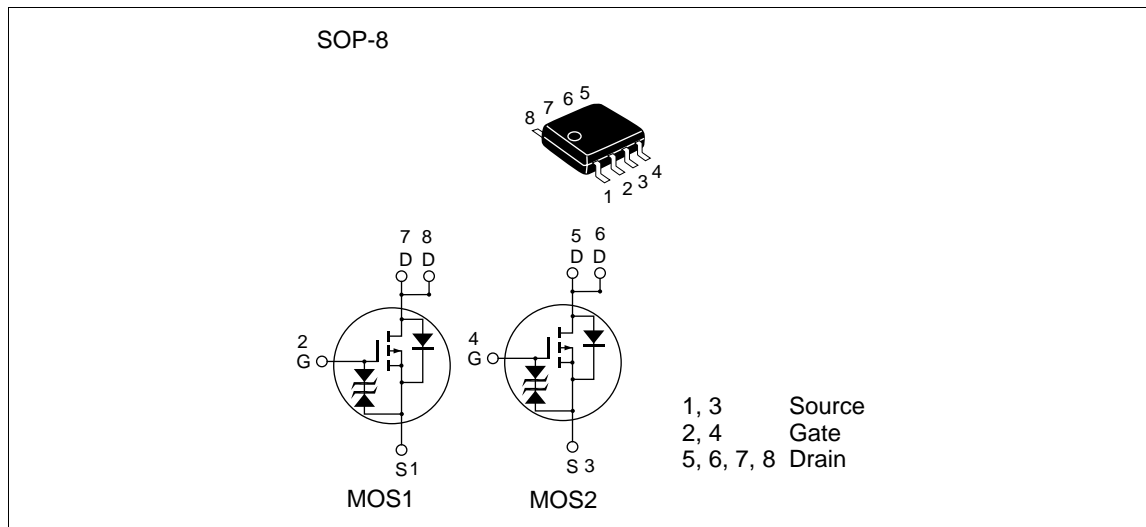 SOP-8
8 7 6 5
1 2 3 4
7 8
D D
2
G
S 1
MOS1
5 6
D D
4
G
S 3
MOS2
1, 3 Source
2, 4 Gate
5, 6, 7, 8 Drain